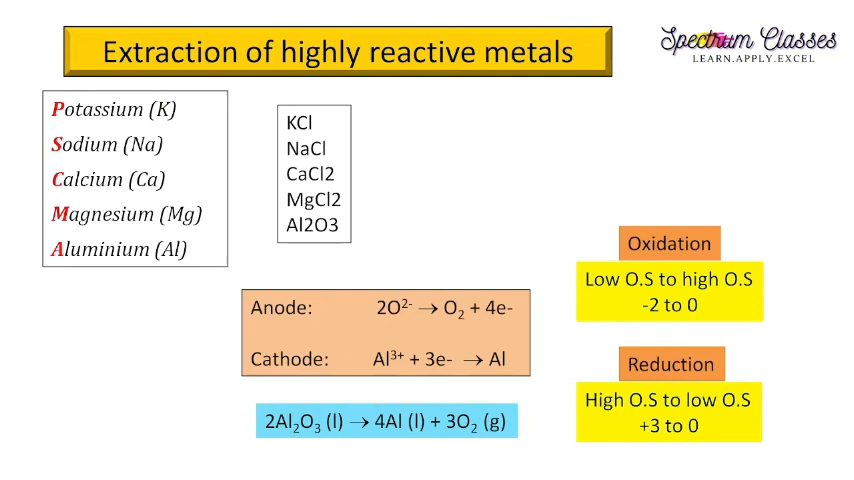 Extraction of highly reactive metals
Spectrum Classes
LEARN.APPLY.EXCEL
Potassium (K)
Sodium (Na)
Calcium (Ca)
Magnesium (Mg)
Aluminium (Al)
KCl
NaCl
CaCl2
MgCl2
Al2O3
Oxidation
Low O.S to high O.S
-2 to 0
Anode: 2O²⁻ → O₂ + 4e-
Cathode: Al³⁺ + 3e- → Al
Reduction
High O.S to low O.S
+3 to 0
2Al₂O₃ (l) → 4Al (l) + 3O₂ (g)